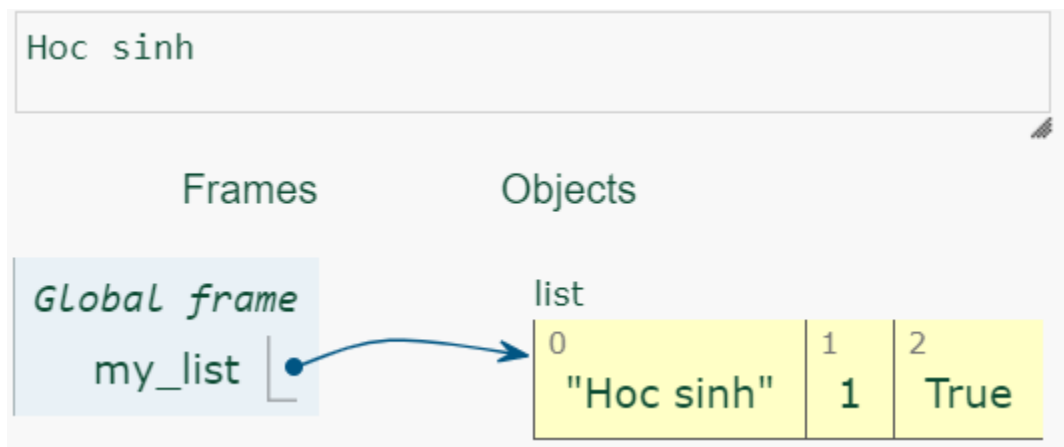 Hoc sinh
Frames Objects
Global frame
my_list
list
0 1 2
"Hoc sinh" 1 True